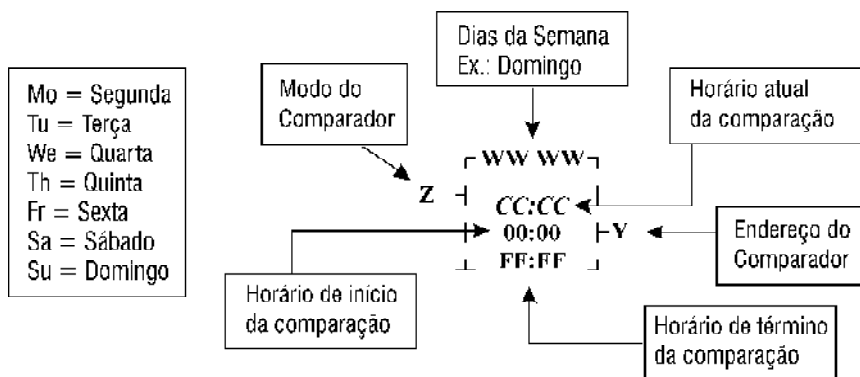 Mo = Segunda
Tu = Terça
We = Quarta
Th = Quinta
Fr = Sexta
Sa = Sábado
Su = Domingo
Modo do
Comparador
Dias da Semana
Ex.: Domingo
Horário atual
da comparação
WW WW
Z
CC:CC
00:00
Y
FF:FF
Endereço do
Comparador
Horário de início
da comparação
Horário de término
da comparação